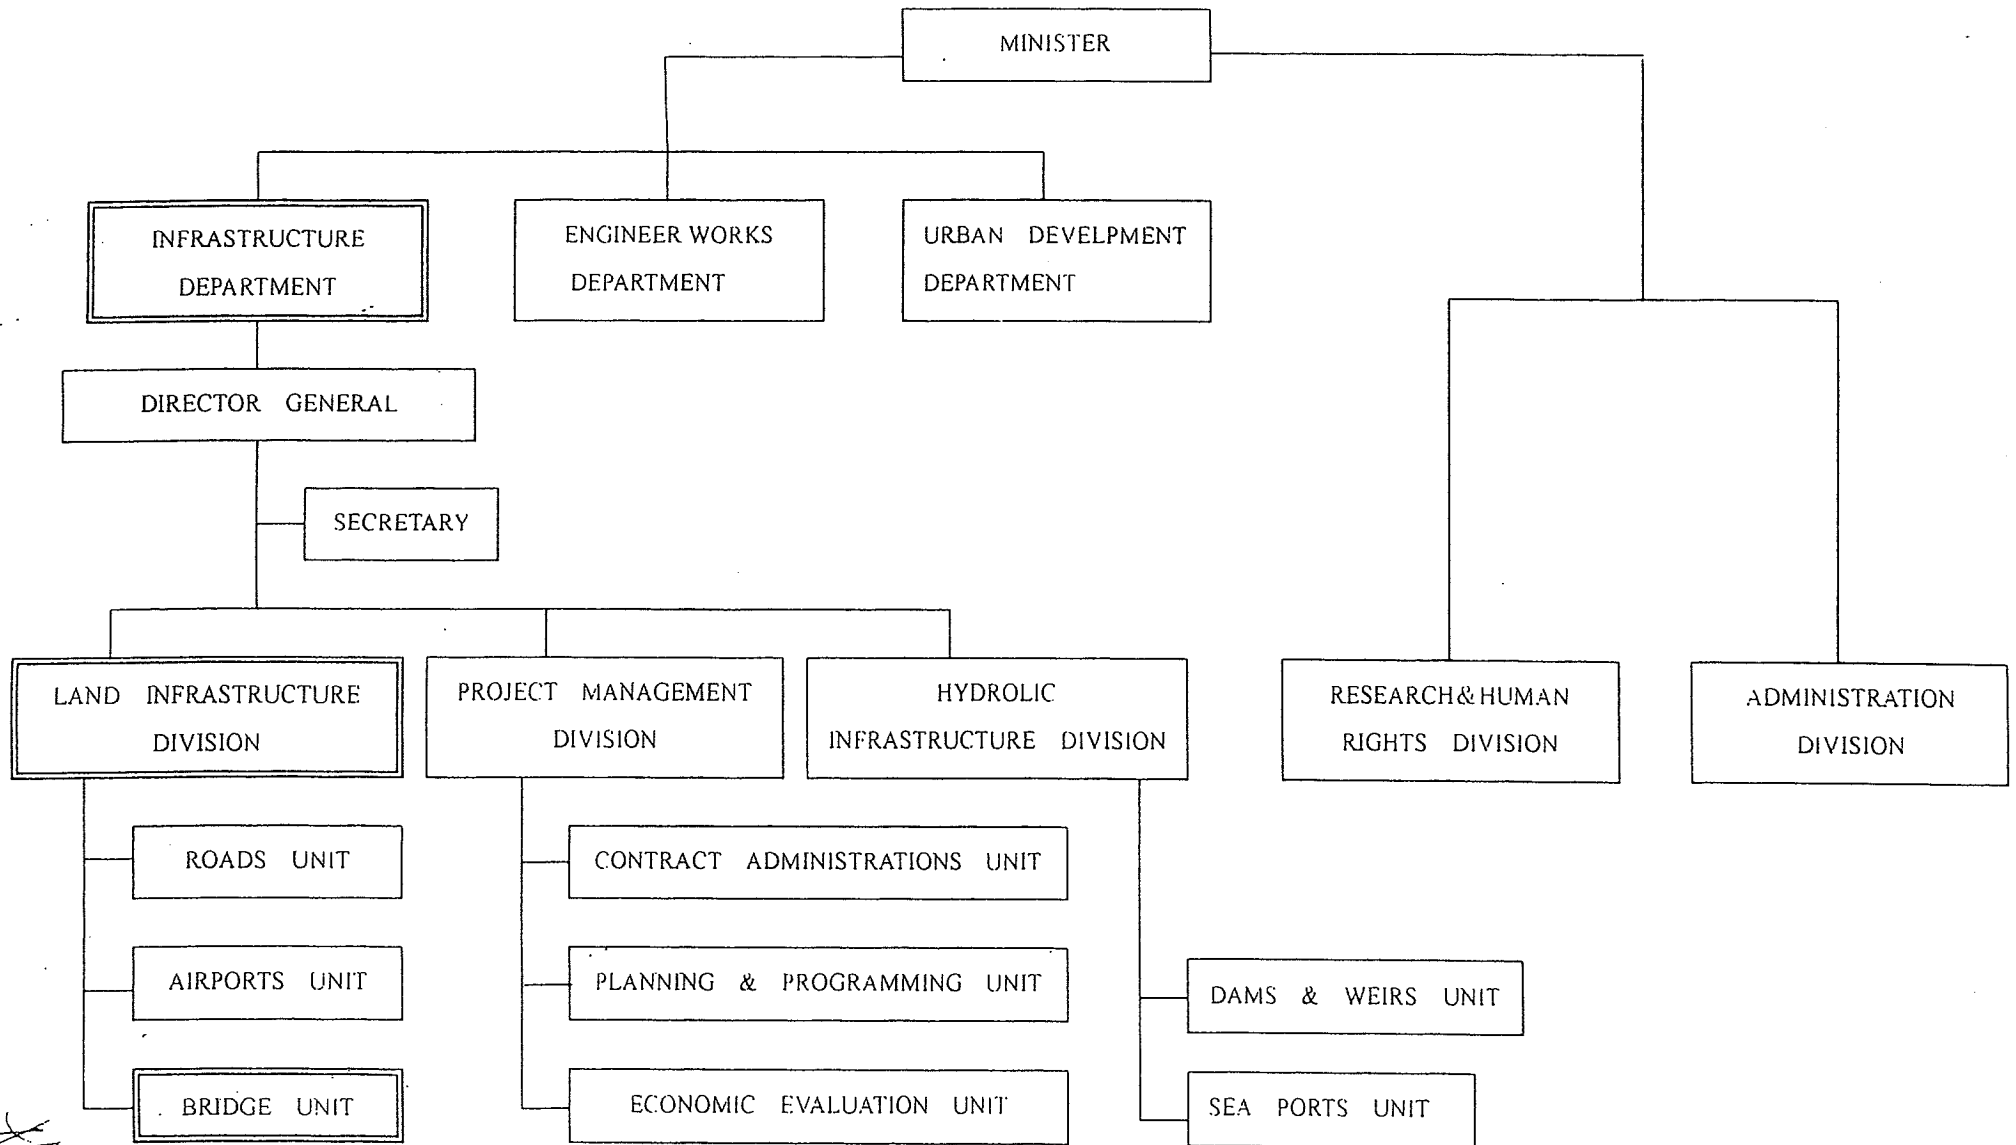 MINISTER
INFRASTRUCTURE
DEPARTMENT
ENGINEER WORKS
DEPARTMENT
URBAN DEVELPMENT
DEPARTMENT
DIRECTOR GENERAL
SECRETARY
LAND INFRASTRUCTURE
DIVISION
PROJECT MANAGEMENT
DIVISION
HYDROLIC
INFRASTRUCTURE DIVISION
RESEARCH & HUMAN
RIGHTS DIVISION
ADMINISTRATION
DIVISION
ROADS UNIT
AIRPORTS UNIT
BRIDGE UNIT
CONTRACT ADMINISTRATIONS UNIT
PLANNING & PROGRAMMING UNIT
ECONOMIC EVALUATION UNIT
DAMS & WEIRS UNIT
SEA PORTS UNIT